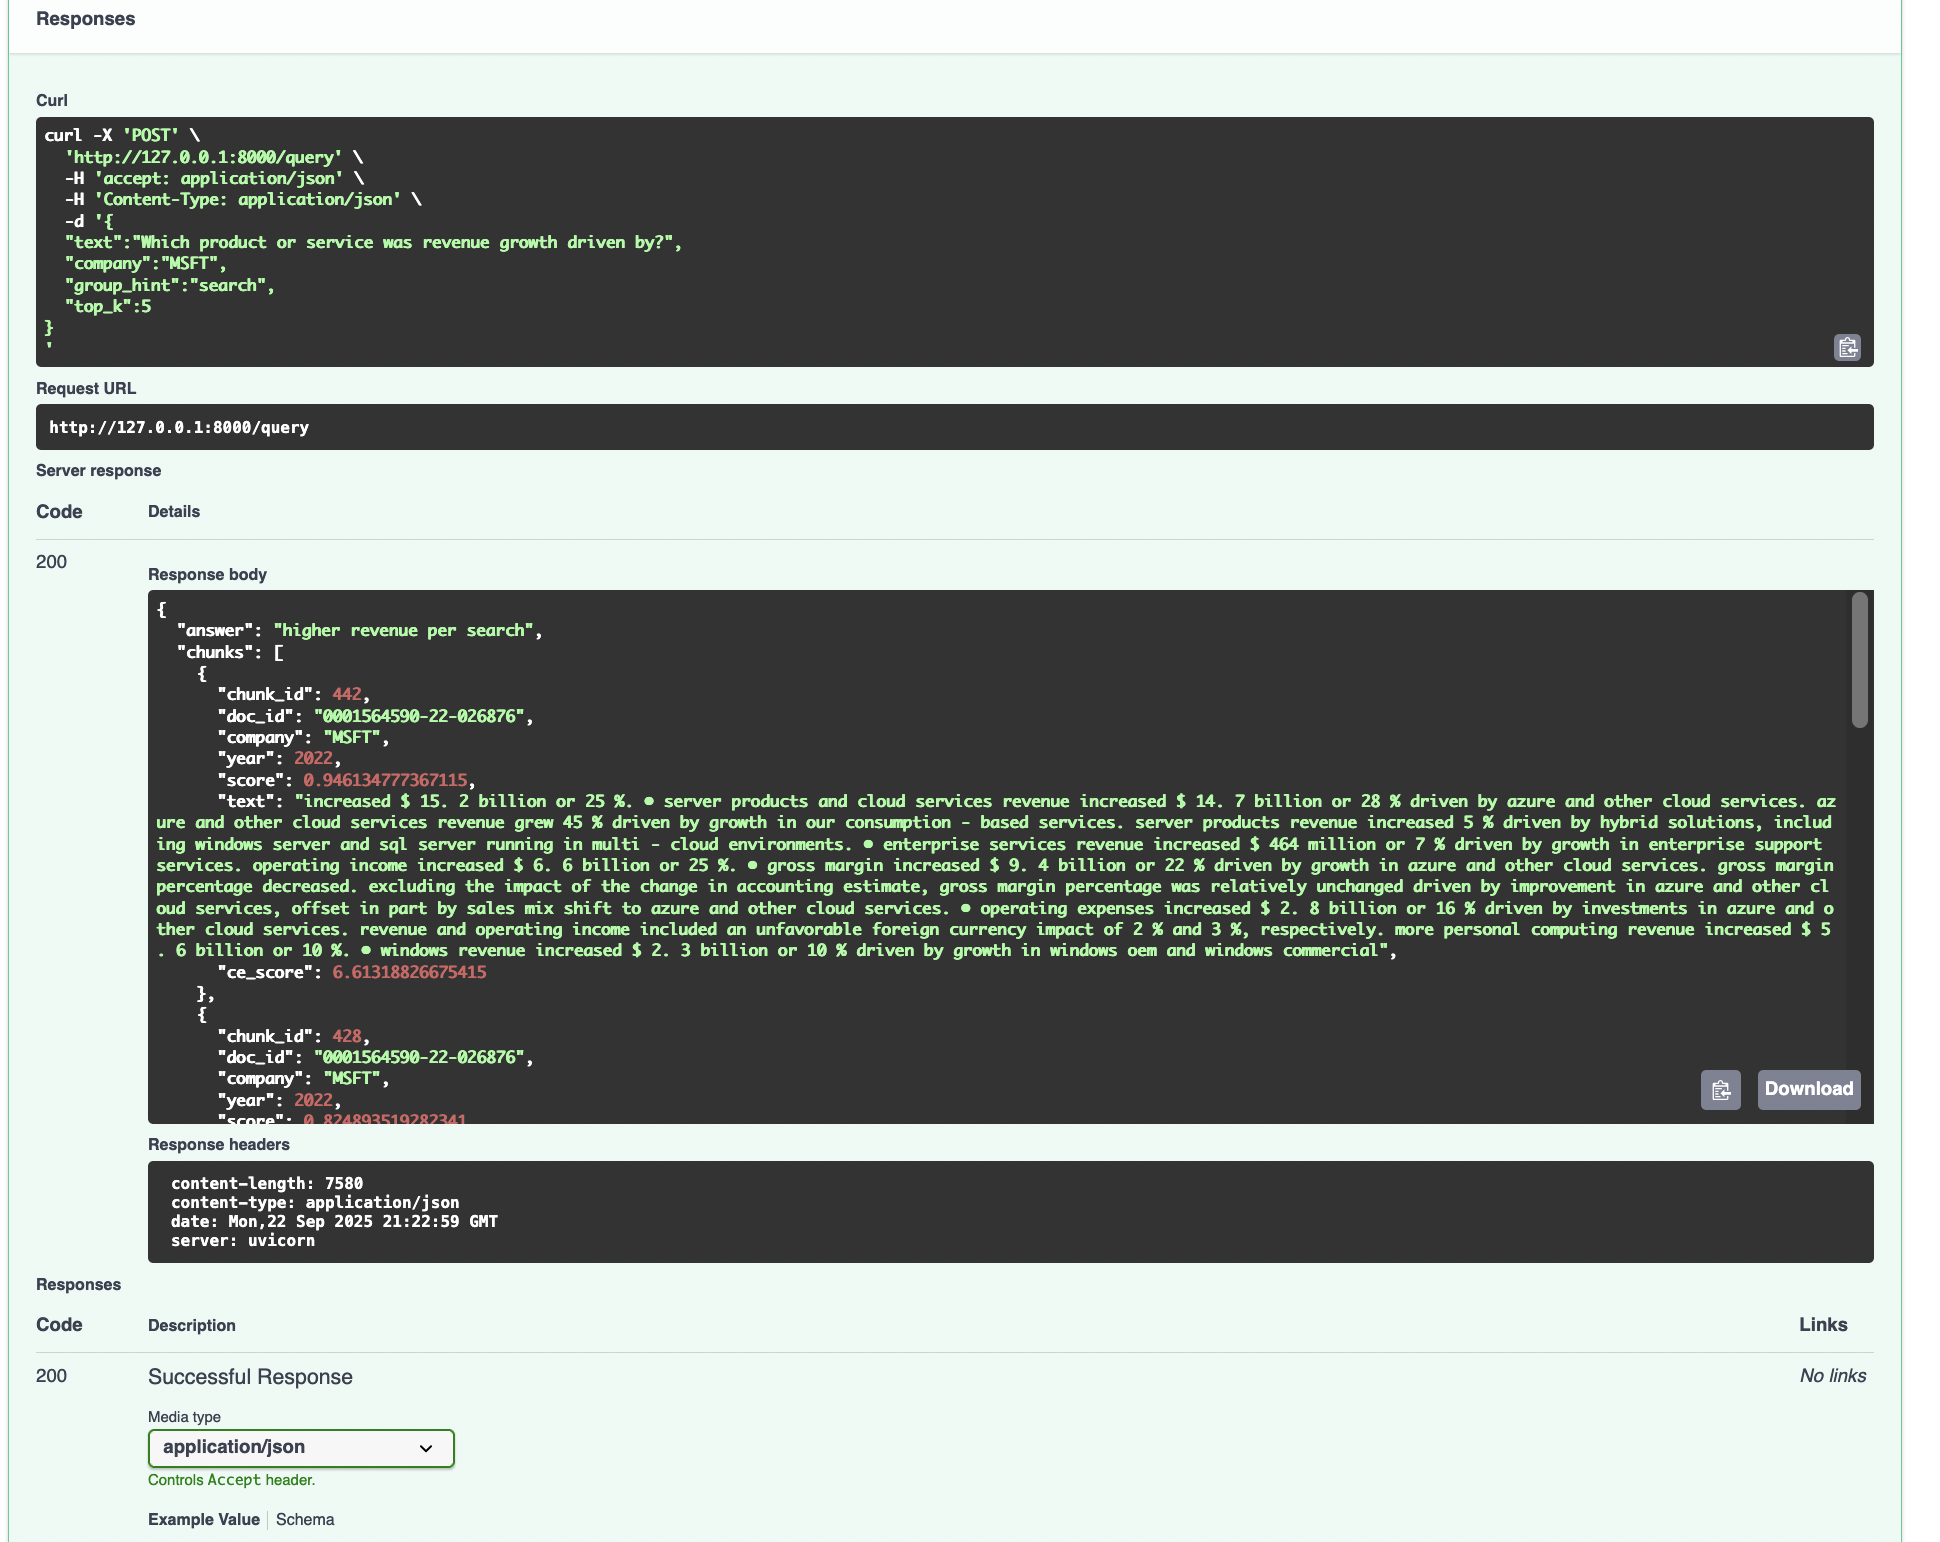 Responses
Curl
curl -X 'POST' \
'http://127.0.0.1:8000/query' \
-H 'accept: application/json' \
-H 'Content-Type: application/json' \
-d '{
"text":"Which product or service was revenue growth driven by?",
"company":"MSFT",
"group_hint":"search",
"top_k":5
}
'
Request URL
http://127.0.0.1:8000/query
Server response
Code Details
200
Response body
{
"answer": "higher revenue per search",
"chunks": [
{
"chunk_id": 442,
"doc_id": "0001564590-22-026876",
"company": "MSFT",
"year": 2022,
"score": 0.946134777367115,
"text": "increased $ 15. 2 billion or 25 %. ● server products and cloud services revenue increased $ 14. 7 billion or 28 % driven by azure and other cloud services. az
ure and other cloud services revenue grew 45 % driven by growth in our consumption - based services. server products revenue increased 5 % driven by hybrid solutions, includ
ing windows server and sql server running in multi - cloud environments. ● enterprise services revenue increased $ 464 million or 7 % driven by growth in enterprise support
services. operating income increased $ 6. 6 billion or 25 %. ● gross margin increased $ 9. 4 billion or 22 % driven by growth in azure and other cloud services. gross margin
percentage decreased. excluding the impact of the change in accounting estimate, gross margin percentage was relatively unchanged driven by improvement in azure and other cl
oud services, offset in part by sales mix shift to azure and other cloud services. ● operating expenses increased $ 2. 8 billion or 16 % driven by investments in azure and o
ther cloud services. revenue and operating income included an unfavorable foreign currency impact of 2 % and 3 %, respectively. more personal computing revenue increased $ 5
. 6 billion or 10 %. ● windows revenue increased $ 2. 3 billion or 10 % driven by growth in windows oem and windows commercial",
"ce_score": 6.61318826675415
},
{
"chunk_id": 428,
"doc_id": "0001564590-22-026876",
"company": "MSFT",
"year": 2022,
"score": 0.824893519282341
Download
Response headers
content-length: 7580
content-type: application/json
date: Mon,22 Sep 2025 21:22:59 GMT
server: uvicorn
Responses
Code Description Links
200 Successful Response No links
Media type
application/json
Controls Accept header.
Example Value Schema